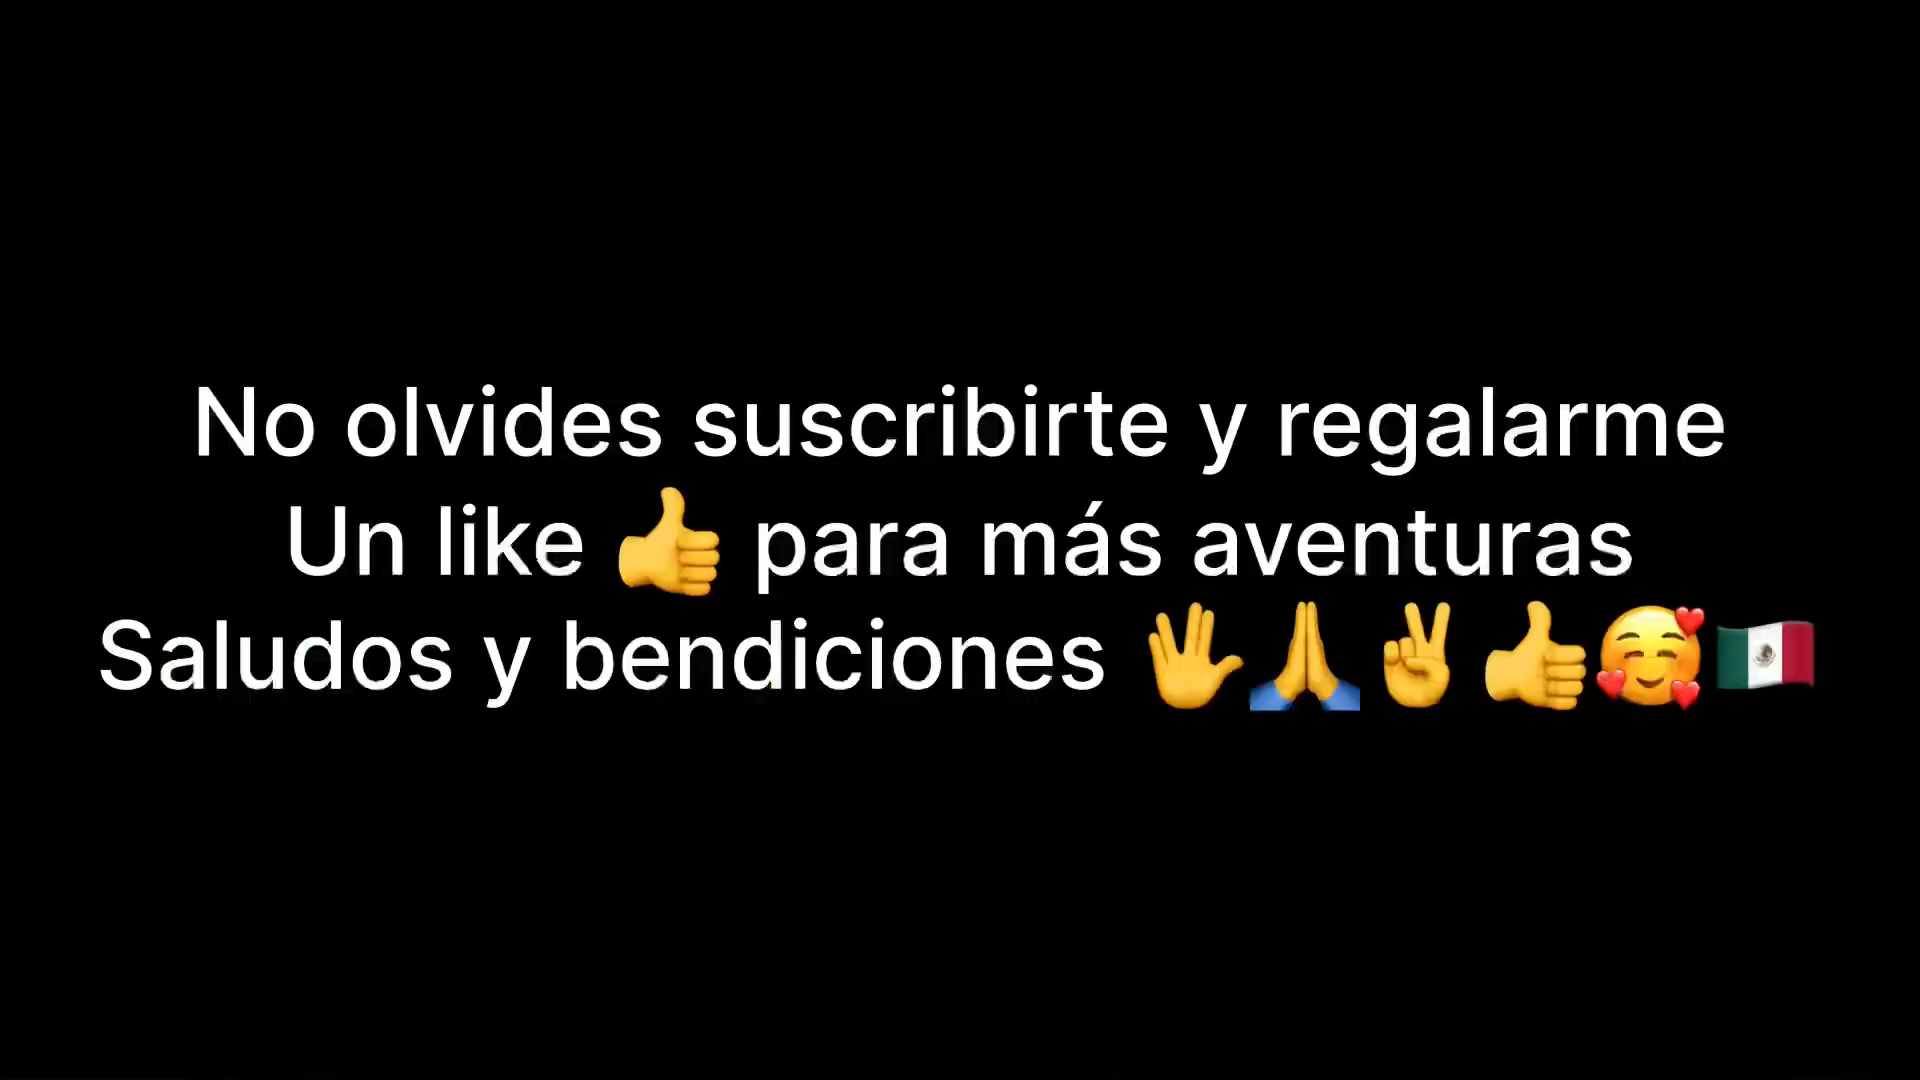 No olvides suscribirte y regalarme
Un like 👍 para más aventuras
Saludos y bendiciones 🖖🙏✌️👍🥰🇲🇽